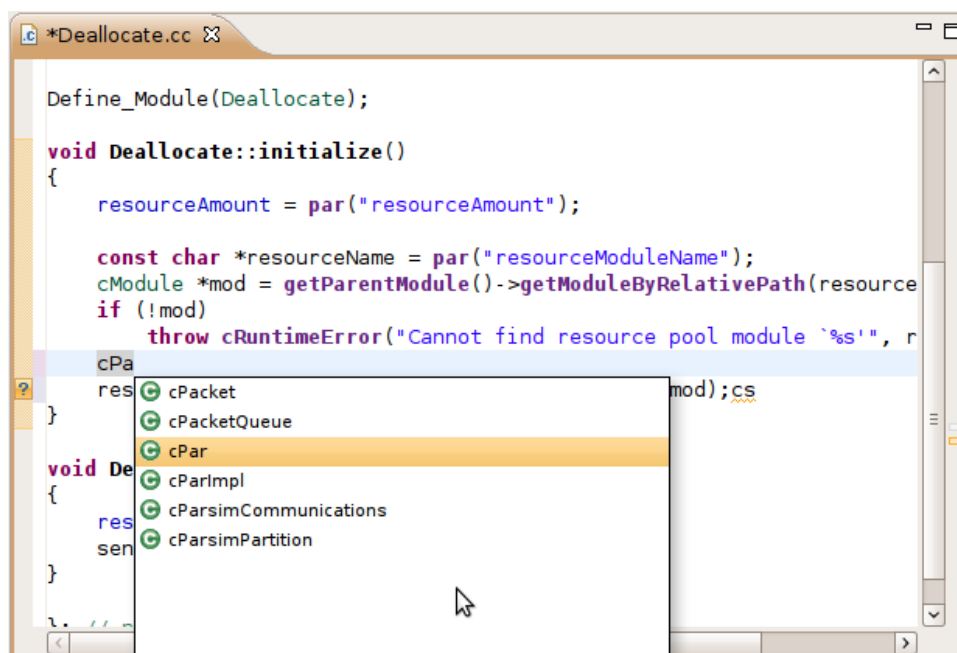 .c *Deallocate.cc
Define_Module(Deallocate);
void Deallocate::initialize()
{
resourceAmount = par("resourceAmount");
const char *resourceName = par("resourceModuleName");
cModule *mod = getParentModule()->getModuleByRelativePath(resource
if (!mod)
throw cRuntimeError("Cannot find resource pool module `%s'", r
cPa
res mod);cs
cPacket
cPacketQueue
}
cPar
void De
cParImpl
{
cParsimCommunications
res
cParsimPartition
sen
}
}; //